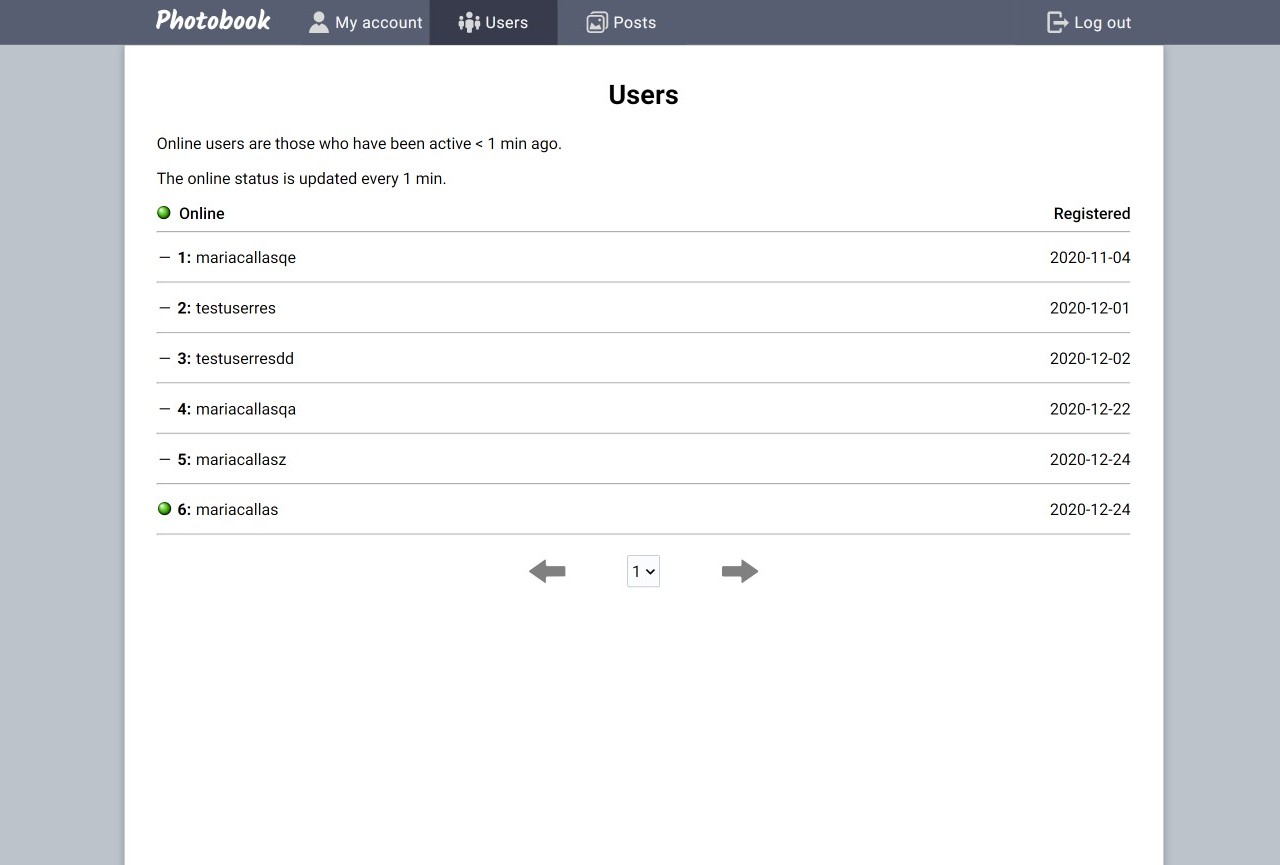 Photobook My account Users Posts Log out
Users
Online users are those who have been active < 1 min ago.
The online status is updated every 1 min.
Online Registered
– 1: mariacallasqe 2020-11-04
– 2: testuserres 2020-12-01
– 3: testuserresdd 2020-12-02
– 4: mariacallasqa 2020-12-22
– 5: mariacallasz 2020-12-24
6: mariacallas 2020-12-24
1